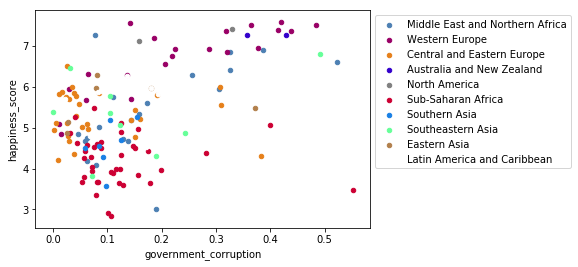 happiness_score
7
6
5
4
3
0.0
0.1
0.2
0.3
0.4
0.5
government_corruption
Middle East and Northern Africa
Western Europe
Central and Eastern Europe
Australia and New Zealand
North America
Sub-Saharan Africa
Southern Asia
Southeastern Asia
Eastern Asia
Latin America and Caribbean